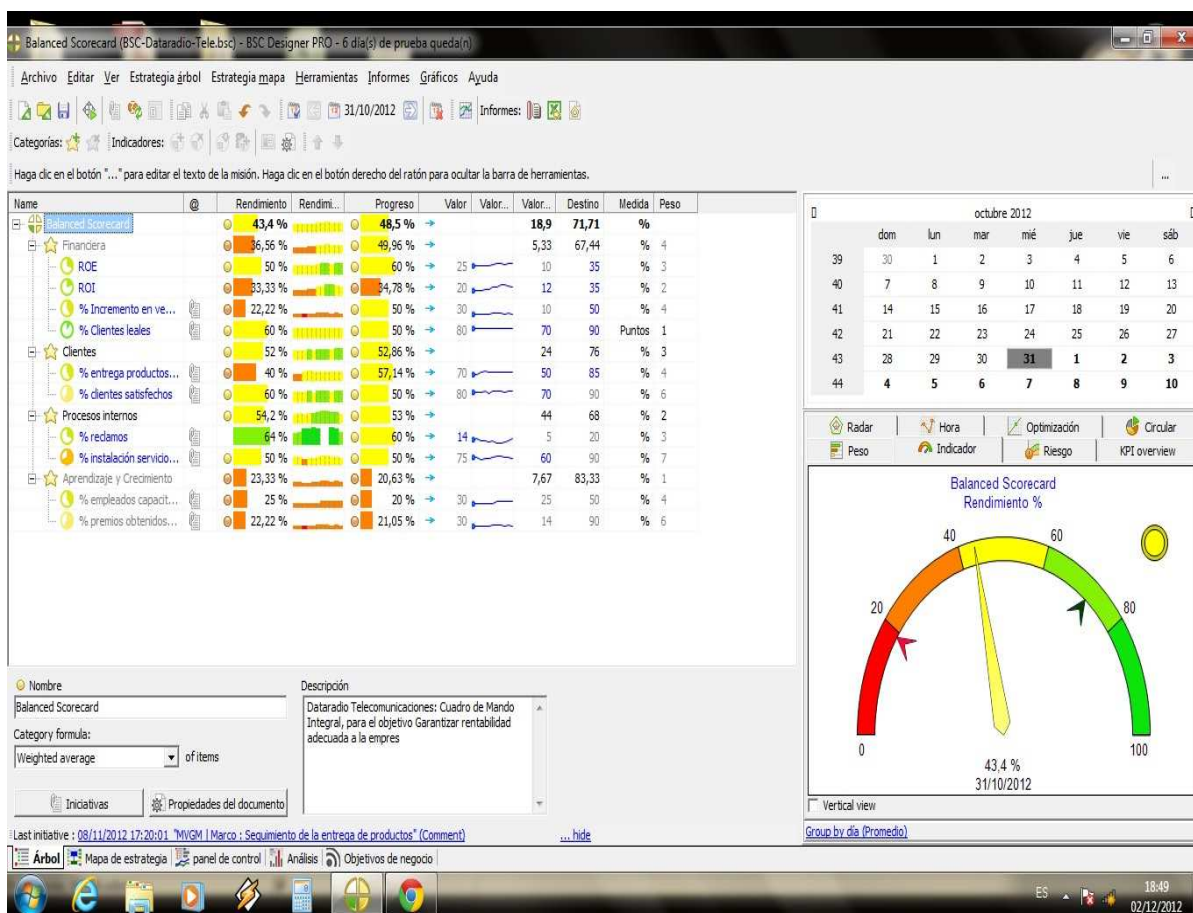 Balanced Scorecard (BSC-Dataradio-Tele.bsc) - BSC Designer PRO - 6 día(s) de prueba queda(n)
Archivo Editar Ver Estrategia árbol Estrategia mapa Herramientas Informes Gráficos Ayuda
31/10/2012 Informes:
Categorías: Indicadores:
Haga clic en el botón "..." para editar el texto de la misión. Haga clic en el botón derecho del ratón para ocultar la barra de herramientas. ...
Name @ Rendimiento Rendimi... Progreso Valor Valor... Valor... Destino Medida Peso
Balanced Scorecard 43,4 % 48,5 % 18,9 71,71 %
Financiera 36,56 % 49,96 % 5,33 67,44 % 4
ROE 50 % 60 % 25 10 35 % 3
ROI 33,33 % 34,78 % 20 12 35 % 2
% Incremento en ve... 22,22 % 50 % 30 10 50 % 4
% Clientes leales 60 % 50 % 80 70 90 Puntos 1
Clientes 52 % 52,86 % 24 76 % 3
% entrega productos... 40 % 57,14 % 70 50 85 % 4
% clientes satisfechos 60 % 50 % 80 70 90 % 6
Procesos internos 54,2 % 53 % 44 68 % 2
% reclamos 64 % 60 % 14 5 20 % 3
% instalación servicio... 50 % 50 % 75 60 90 % 7
Aprendizaje y Crecimiento 23,33 % 20,63 % 7,67 83,33 % 1
% empleados capacit... 25 % 20 % 30 25 50 % 4
% premios obtenidos... 22,22 % 21,05 % 30 14 90 % 6
octubre 2012
dom lun mar mié jue vie sáb
39 30 1 2 3 4 5 6
40 7 8 9 10 11 12 13
41 14 15 16 17 18 19 20
42 21 22 23 24 25 26 27
43 28 29 30 31 1 2 3
44 4 5 6 7 8 9 10
Radar Hora Optimización Circular
Peso Indicador Riesgo KPI overview
Balanced Scorecard
Rendimiento %
40 60
20 80
0 100
43,4 %
31/10/2012
Vertical view
Group by día (Promedio)
Nombre
Balanced Scorecard
Category formula:
Weighted average of items
Iniciativas Propiedades del documento
Descripción
Dataradio Telecomunicaciones: Cuadro de Mando
Integral, para el objetivo Garantizar rentabilidad
adecuada a la empres
Last initiative : 08/11/2012 17:20:01 "MVGM | Marco : Seguimiento de la entrega de productos" (Comment) ... hide
Árbol Mapa de estrategia panel de control Análisis Objetivos de negocio
ES 18:49
02/12/2012